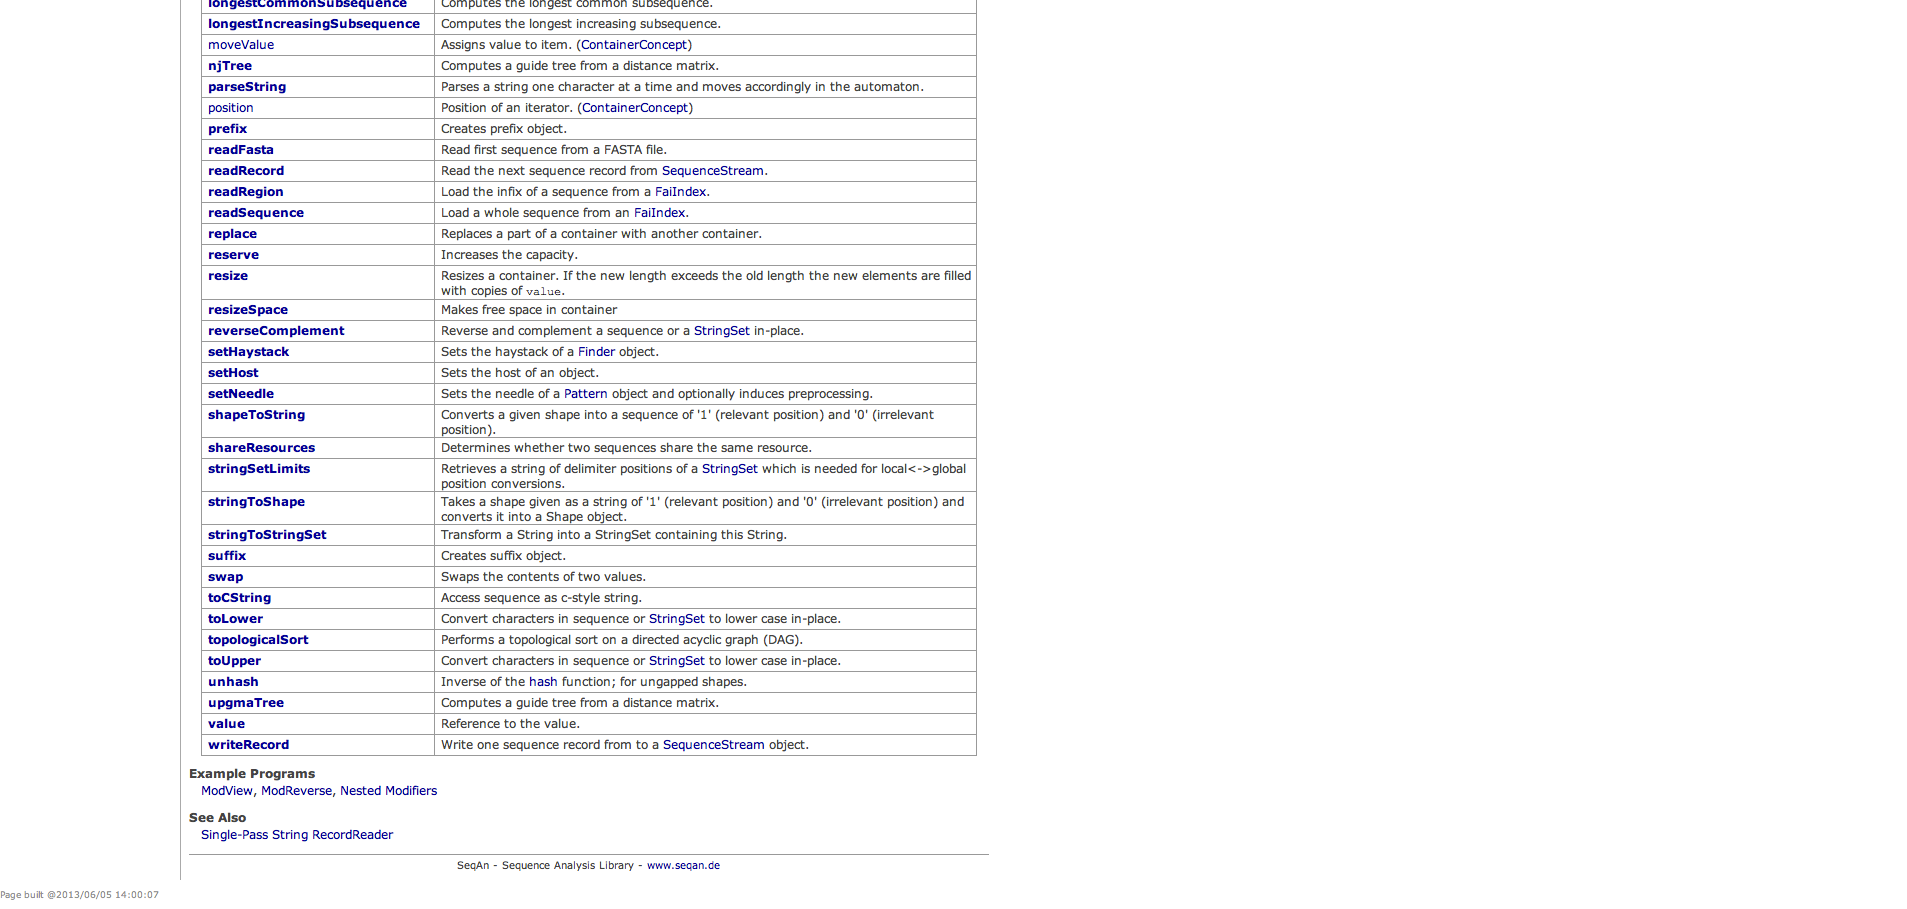 longestCommonSubsequence Computes the longest common subsequence.
longestIncreasingSubsequence Computes the longest increasing subsequence.
moveValue Assigns value to item. (ContainerConcept)
njTree Computes a guide tree from a distance matrix.
parseString Parses a string one character at a time and moves accordingly in the automaton.
position Position of an iterator. (ContainerConcept)
prefix Creates prefix object.
readFasta Read first sequence from a FASTA file.
readRecord Read the next sequence record from SequenceStream.
readRegion Load the infix of a sequence from a FaiIndex.
readSequence Load a whole sequence from an FaiIndex.
replace Replaces a part of a container with another container.
reserve Increases the capacity.
resize Resizes a container. If the new length exceeds the old length the new elements are filled
with copies of value.
resizeSpace Makes free space in container
reverseComplement Reverse and complement a sequence or a StringSet in-place.
setHaystack Sets the haystack of a Finder object.
setHost Sets the host of an object.
setNeedle Sets the needle of a Pattern object and optionally induces preprocessing.
shapeToString Converts a given shape into a sequence of '1' (relevant position) and '0' (irrelevant
position).
shareResources Determines whether two sequences share the same resource.
stringSetLimits Retrieves a string of delimiter positions of a StringSet which is needed for local<->global
position conversions.
stringToShape Takes a shape given as a string of '1' (relevant position) and '0' (irrelevant position) and
converts it into a Shape object.
stringToStringSet Transform a String into a StringSet containing this String.
suffix Creates suffix object.
swap Swaps the contents of two values.
toCString Access sequence as c-style string.
toLower Convert characters in sequence or StringSet to lower case in-place.
topologicalSort Performs a topological sort on a directed acyclic graph (DAG).
toUpper Convert characters in sequence or StringSet to lower case in-place.
unhash Inverse of the hash function; for ungapped shapes.
upgmaTree Computes a guide tree from a distance matrix.
value Reference to the value.
writeRecord Write one sequence record from to a SequenceStream object.
Example Programs
ModView, ModReverse, Nested Modifiers
See Also
Single-Pass String RecordReader
SeqAn - Sequence Analysis Library - www.seqan.de
Page built @2013/06/05 14:00:07